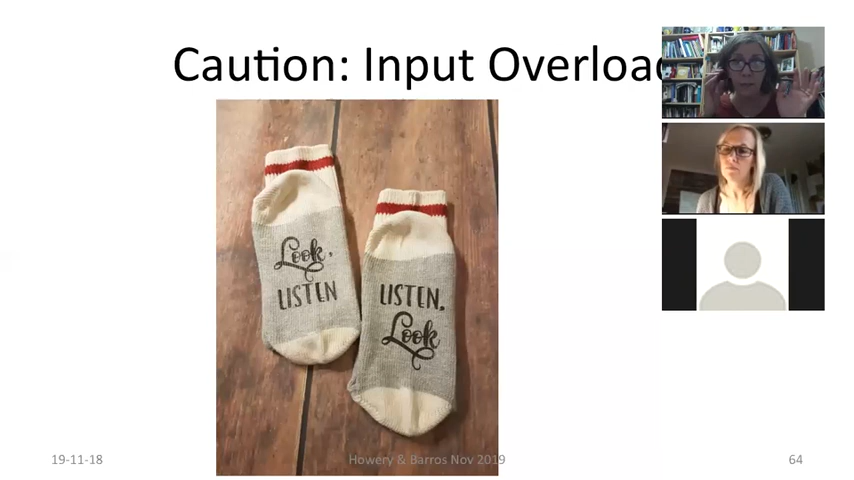 Caution: Input Overload
Look,
LISTEN
LISTEN,
Look
19-11-18
Howery & Barros Nov 2019
64